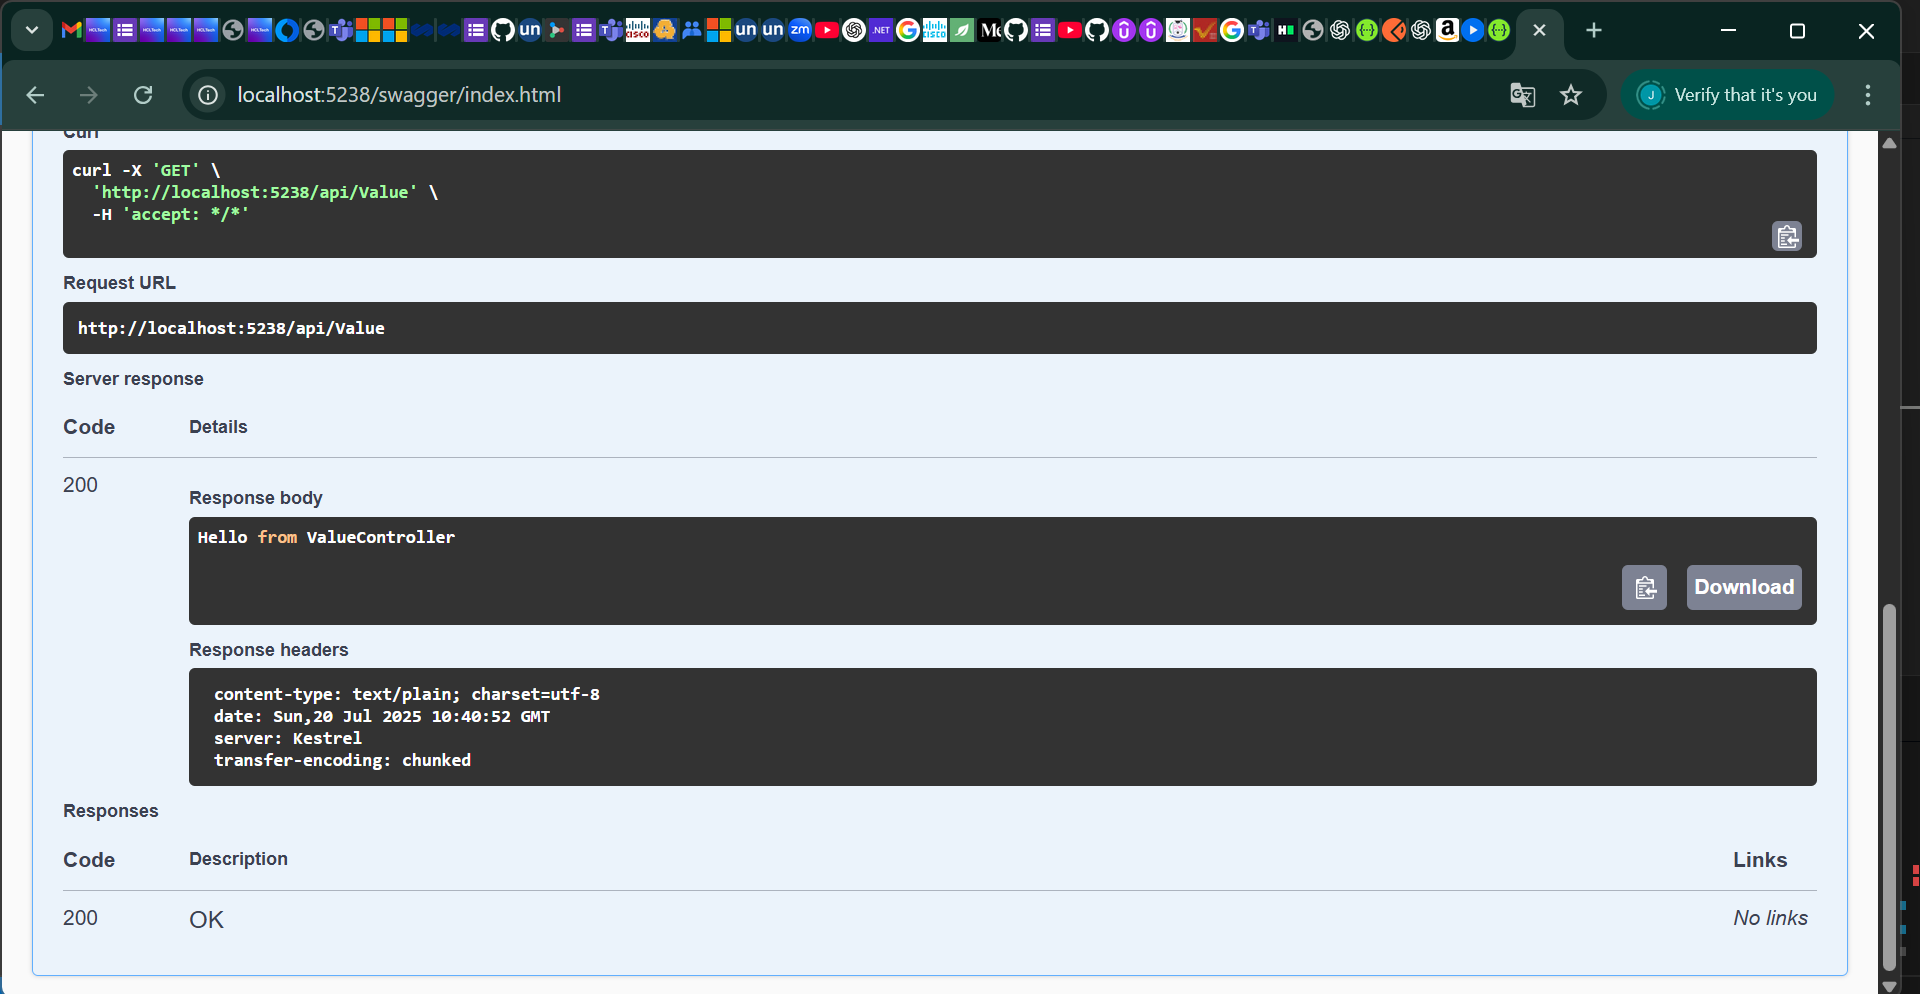 localhost:5238/swagger/index.html
Verify that it's you
Curl
curl -X 'GET' \
'http://localhost:5238/api/Value' \
-H 'accept: */*'
Request URL
http://localhost:5238/api/Value
Server response
Code Details
200
Response body
Hello from ValueController
Download
Response headers
content-type: text/plain; charset=utf-8
date: Sun,20 Jul 2025 10:40:52 GMT
server: Kestrel
transfer-encoding: chunked
Responses
Code Description Links
200 OK No links